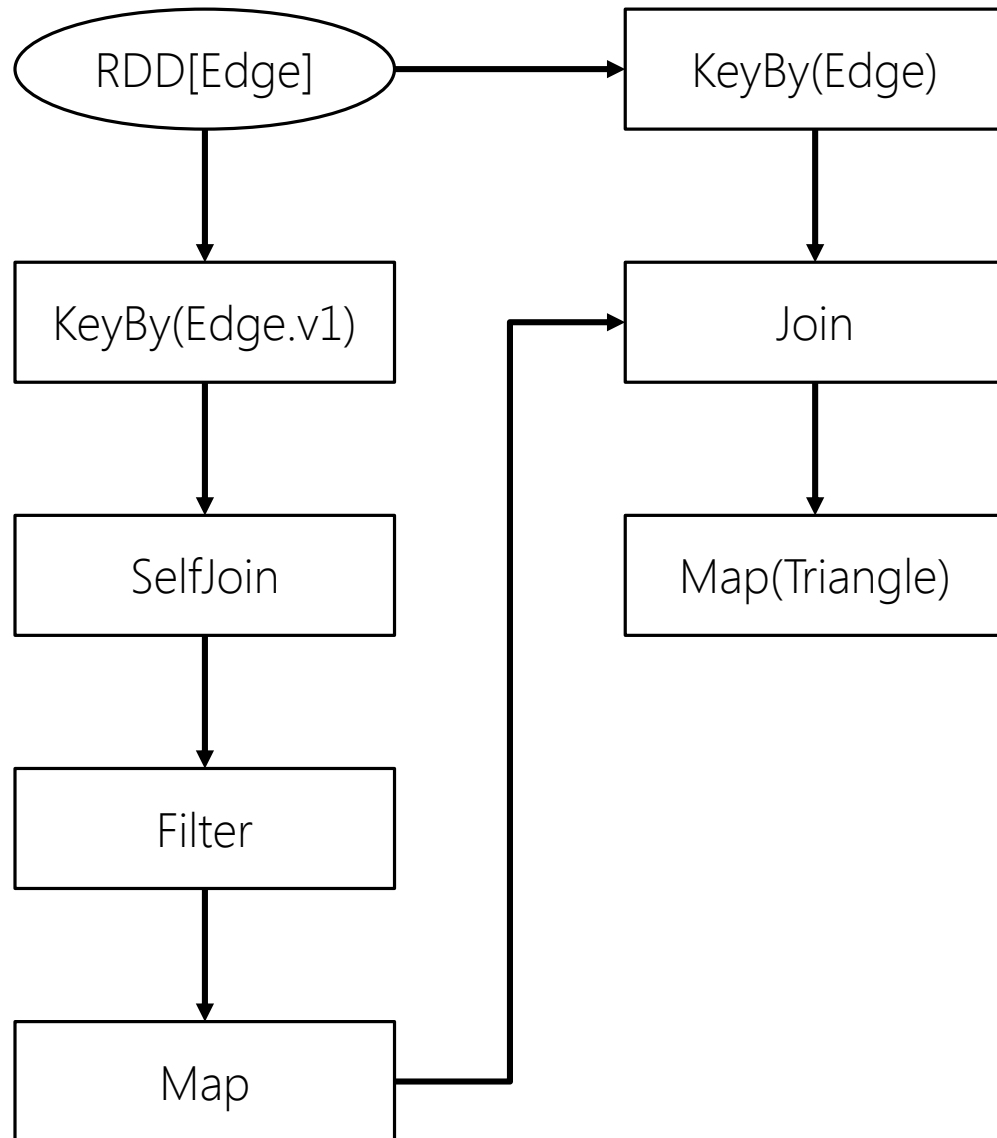 RDD[Edge]
KeyBy(Edge)
KeyBy(Edge.v1)
Join
SelfJoin
Map(Triangle)
Filter
Map